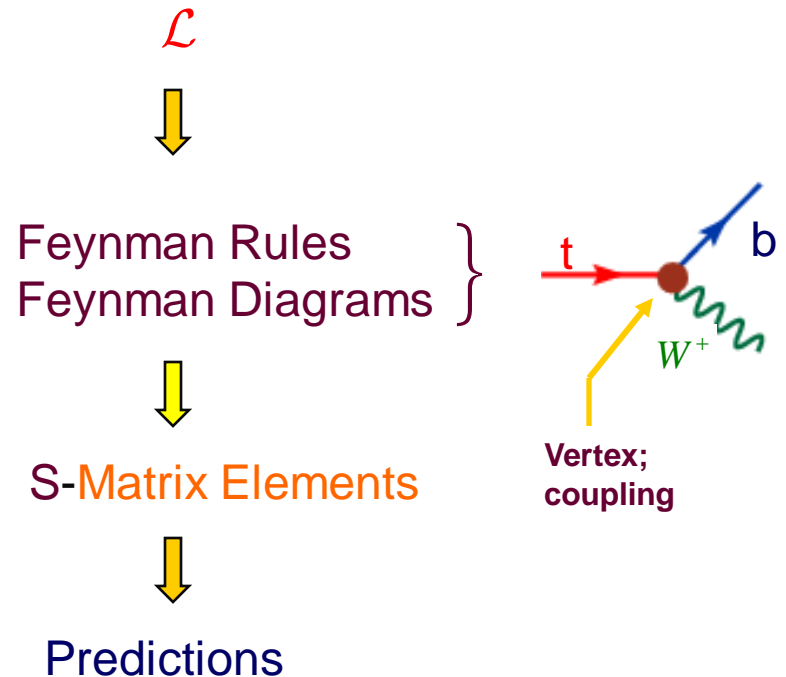 ℒ
Feynman Rules
Feynman Diagrams
t
b
W⁺
Vertex;
coupling
S-Matrix Elements
Predictions